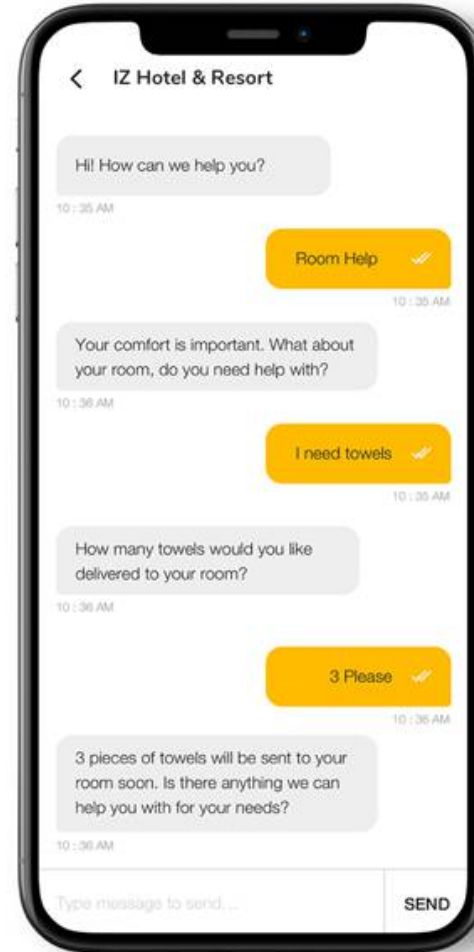 IZ Hotel & Resort
Hi! How can we help you?
10 : 35 AM
Room Help
10 : 35 AM
Your comfort is important. What about
your room, do you need help with?
10 : 36 AM
I need towels
10 : 35 AM
How many towels would you like
delivered to your room?
10 : 36 AM
3 Please
10 : 36 AM
3 pieces of towels will be sent to your
room soon. Is there anything we can
help you with for your needs?
10 : 36 AM
Type message to send...
SEND